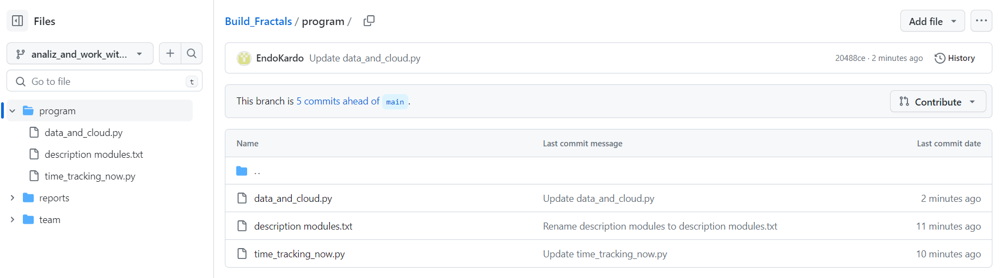 Files
analiz_and_work_wit...
Go to file t
program
data_and_cloud.py
description modules.txt
time_tracking_now.py
reports
team
Build_Fractals / program /
Add file
EndoKardo Update data_and_cloud.py 20488ce · 2 minutes ago History
This branch is 5 commits ahead of main . Contribute
Name Last commit message Last commit date
..
data_and_cloud.py Update data_and_cloud.py 2 minutes ago
description modules.txt Rename description modules to description modules.txt 11 minutes ago
time_tracking_now.py Update time_tracking_now.py 10 minutes ago